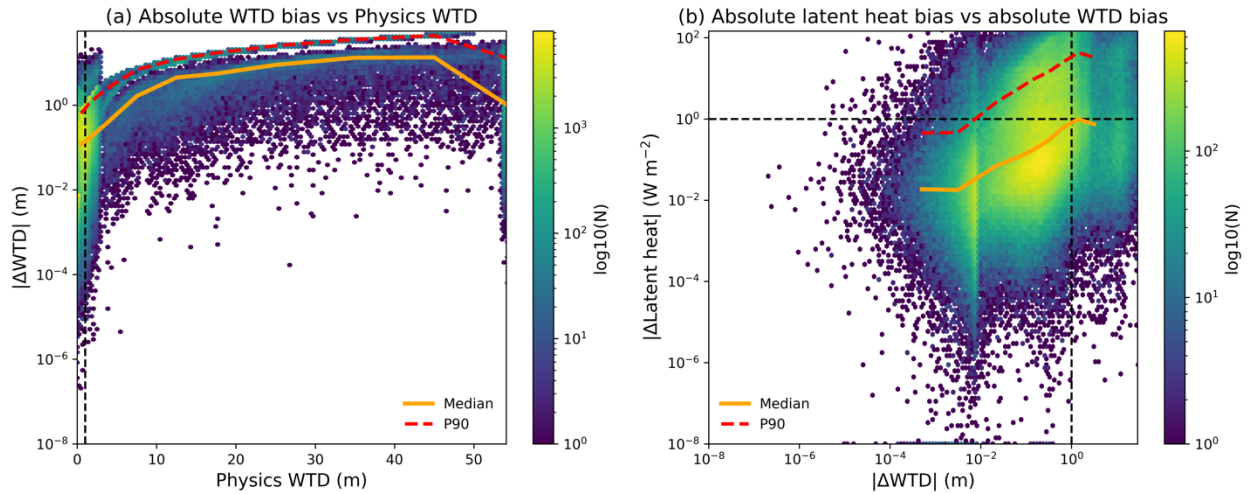 (a) Absolute WTD bias vs Physics WTD
|ΔWTD| (m)
10^0
10^-2
10^-4
10^-6
10^-8
0
10
20
30
40
50
Physics WTD (m)
Median
P90
10^3
10^2
10^1
10^0
log10(N)
(b) Absolute latent heat bias vs absolute WTD bias
|ΔLatent heat| (W m^-2)
10^2
10^0
10^-2
10^-4
10^-6
10^-8
10^-8
10^-6
10^-4
10^-2
10^0
|ΔWTD| (m)
Median
P90
10^2
10^1
10^0
log10(N)